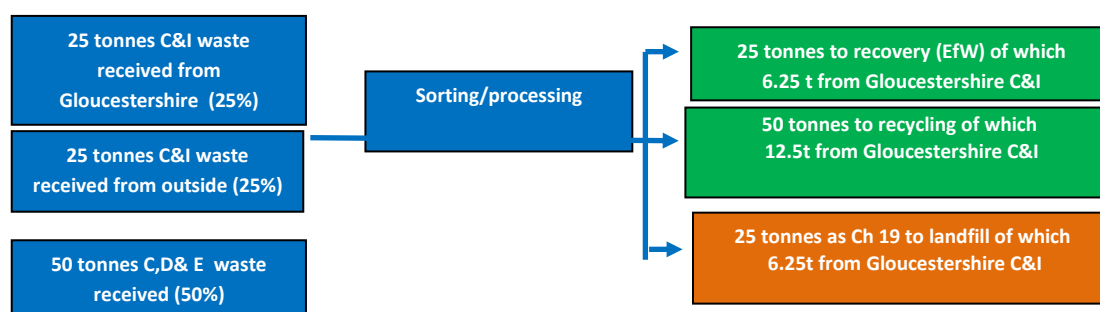 25 tonnes C&I waste
received from
Gloucestershire (25%)
25 tonnes C&I waste
received from outside (25%)
50 tonnes C,D& E waste
received (50%)
Sorting/processing
25 tonnes to recovery (EfW) of which
6.25 t from Gloucestershire C&I
50 tonnes to recycling of which
12.5t from Gloucestershire C&I
25 tonnes as Ch 19 to landfill of which
6.25t from Gloucestershire C&I